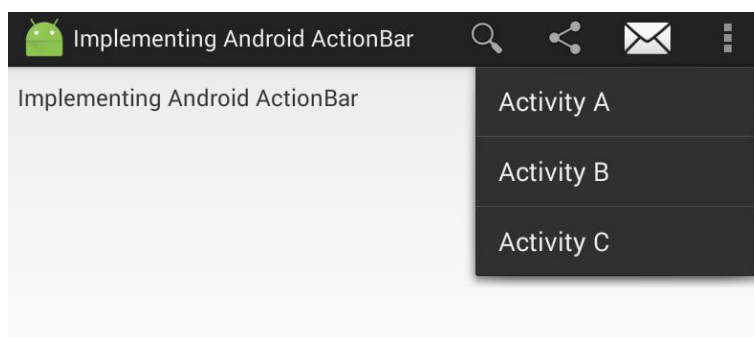 Implementing Android ActionBar
Implementing Android ActionBar
Activity A
Activity B
Activity C